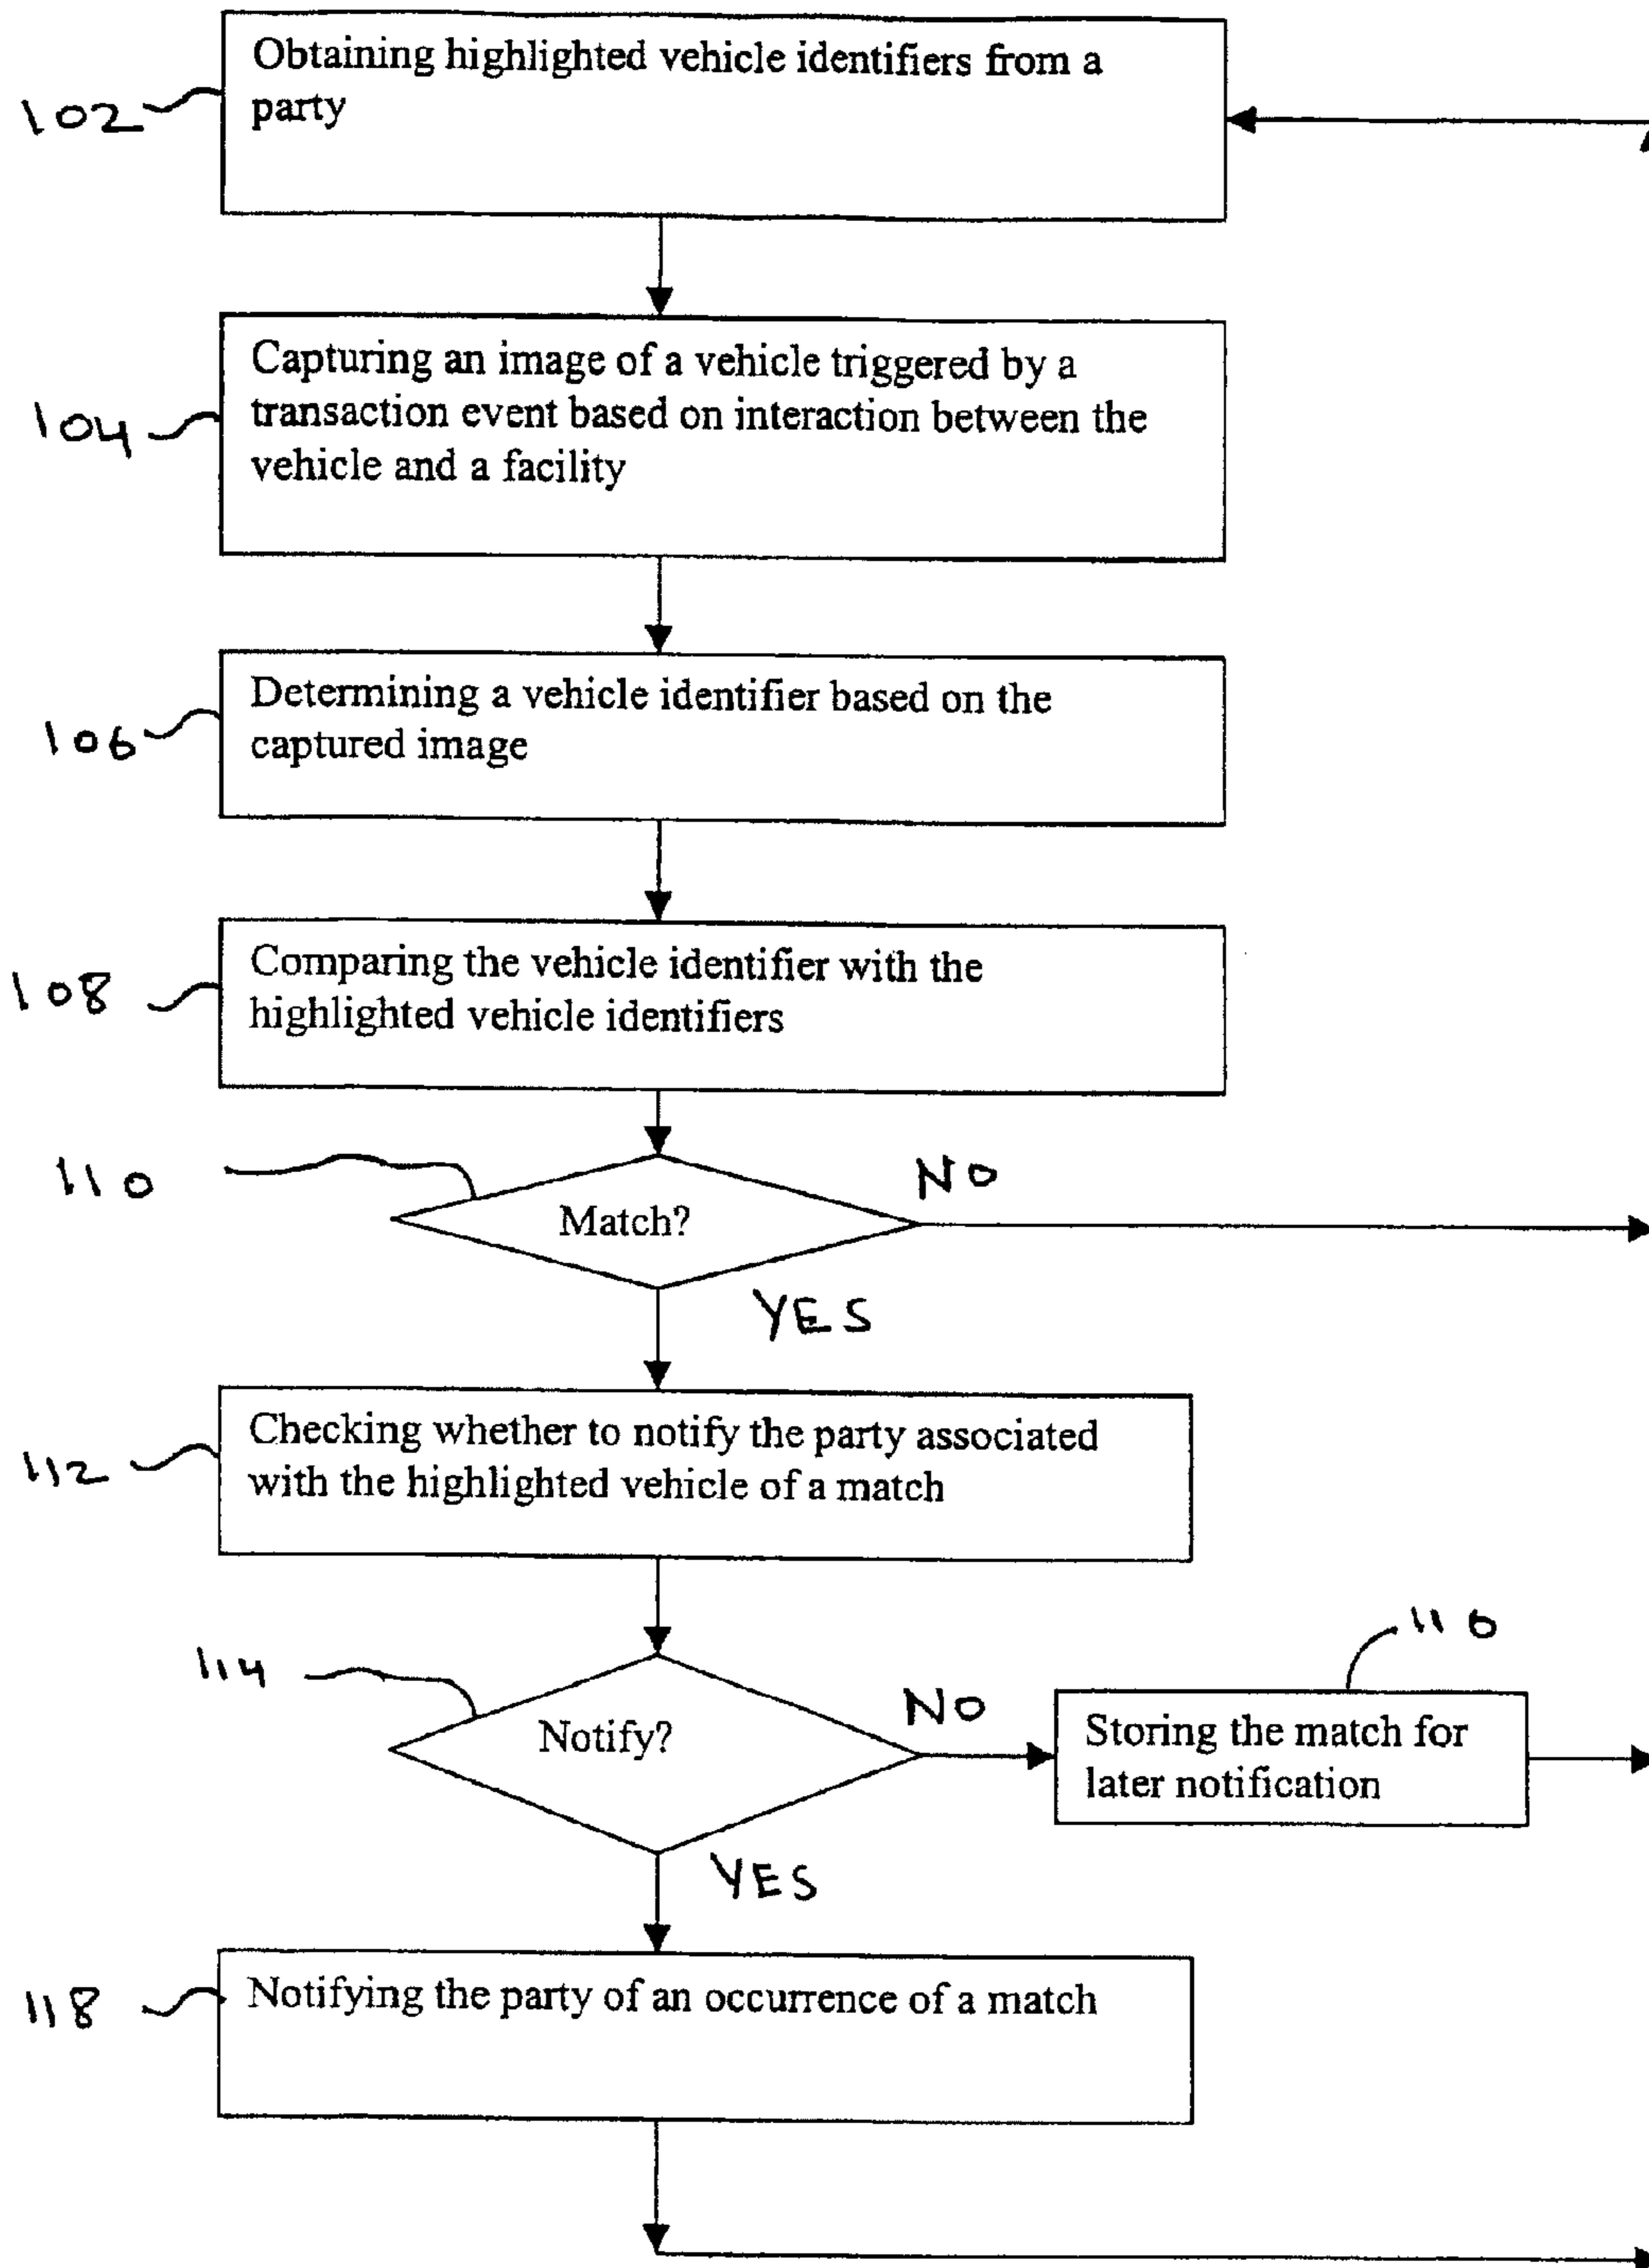 Obtaining highlighted vehicle identifiers from a
party
102
Capturing an image of a vehicle triggered by a
transaction event based on interaction between the
vehicle and a facility
104
Determining a vehicle identifier based on the
captured image
106
Comparing the vehicle identifier with the
highlighted vehicle identifiers
108
110
NO
Match?
YES
Checking whether to notify the party associated
with the highlighted vehicle of a match
112
116
114
NO
Notify?
Storing the match for
later notification
YES
118
Notifying the party of an occurrence of a match